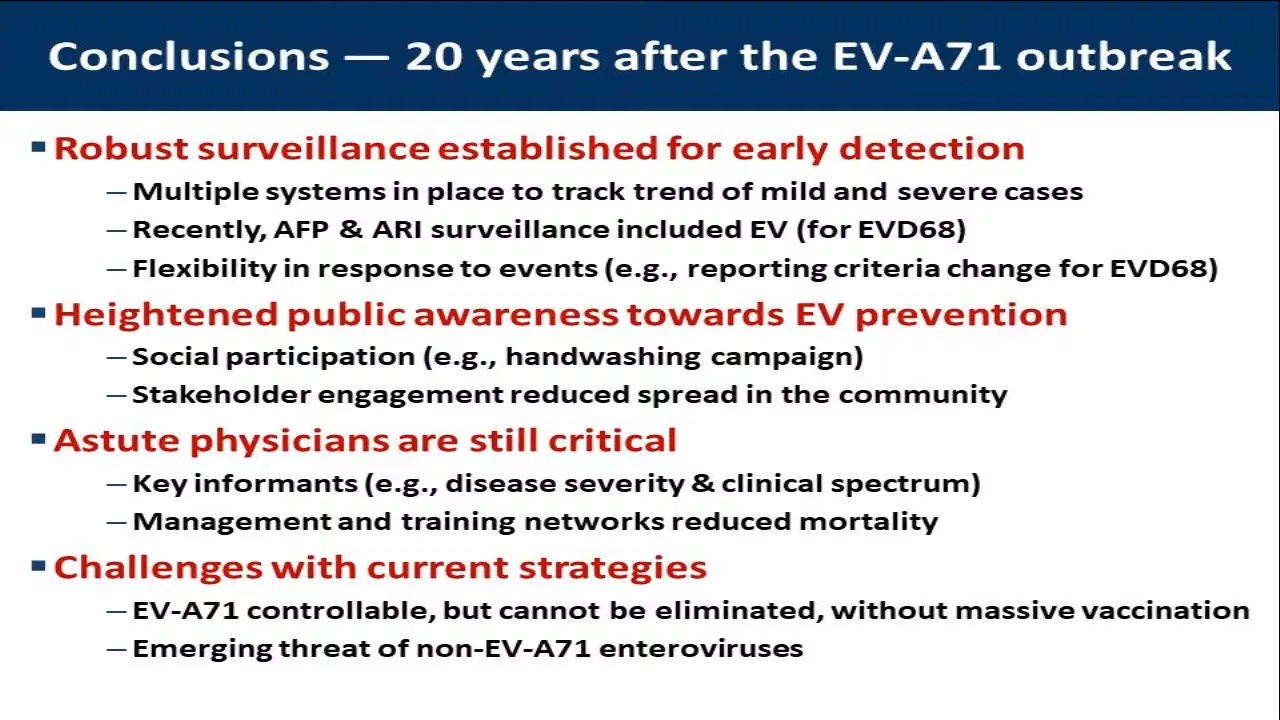 Conclusions — 20 years after the EV-A71 outbreak
▪ Robust surveillance established for early detection
– Multiple systems in place to track trend of mild and severe cases
– Recently, AFP & ARI surveillance included EV (for EVD68)
– Flexibility in response to events (e.g., reporting criteria change for EVD68)
▪ Heightened public awareness towards EV prevention
– Social participation (e.g., handwashing campaign)
– Stakeholder engagement reduced spread in the community
▪ Astute physicians are still critical
– Key informants (e.g., disease severity & clinical spectrum)
– Management and training networks reduced mortality
▪ Challenges with current strategies
– EV-A71 controllable, but cannot be eliminated, without massive vaccination
– Emerging threat of non-EV-A71 enteroviruses